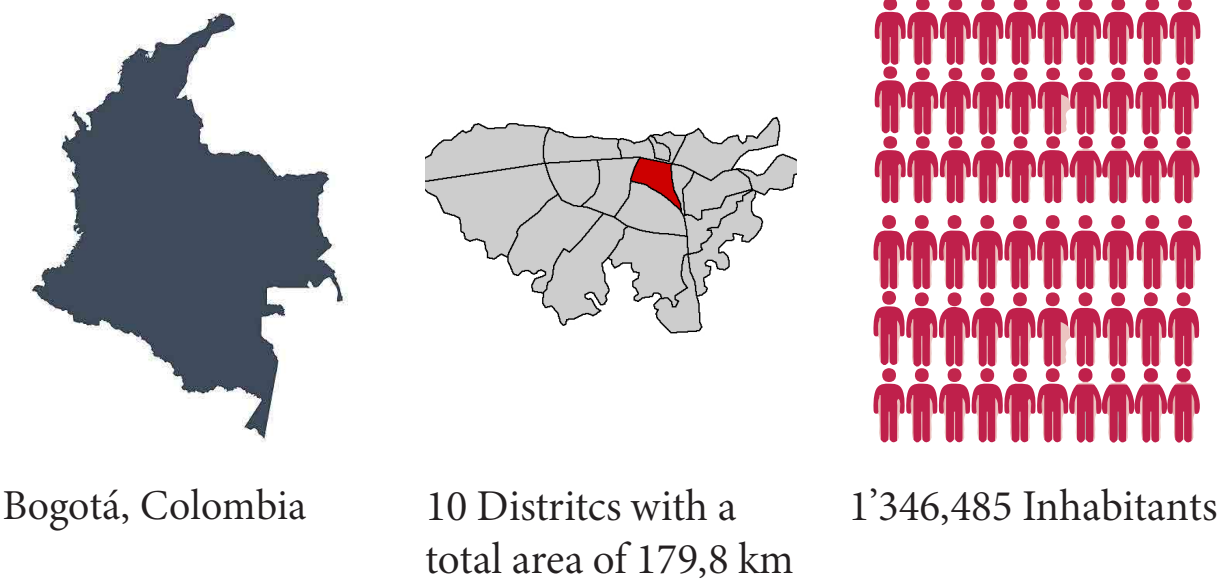 Bogotá, Colombia
10 Distritcs with a
total area of 179,8 km
1’346,485 Inhabitants